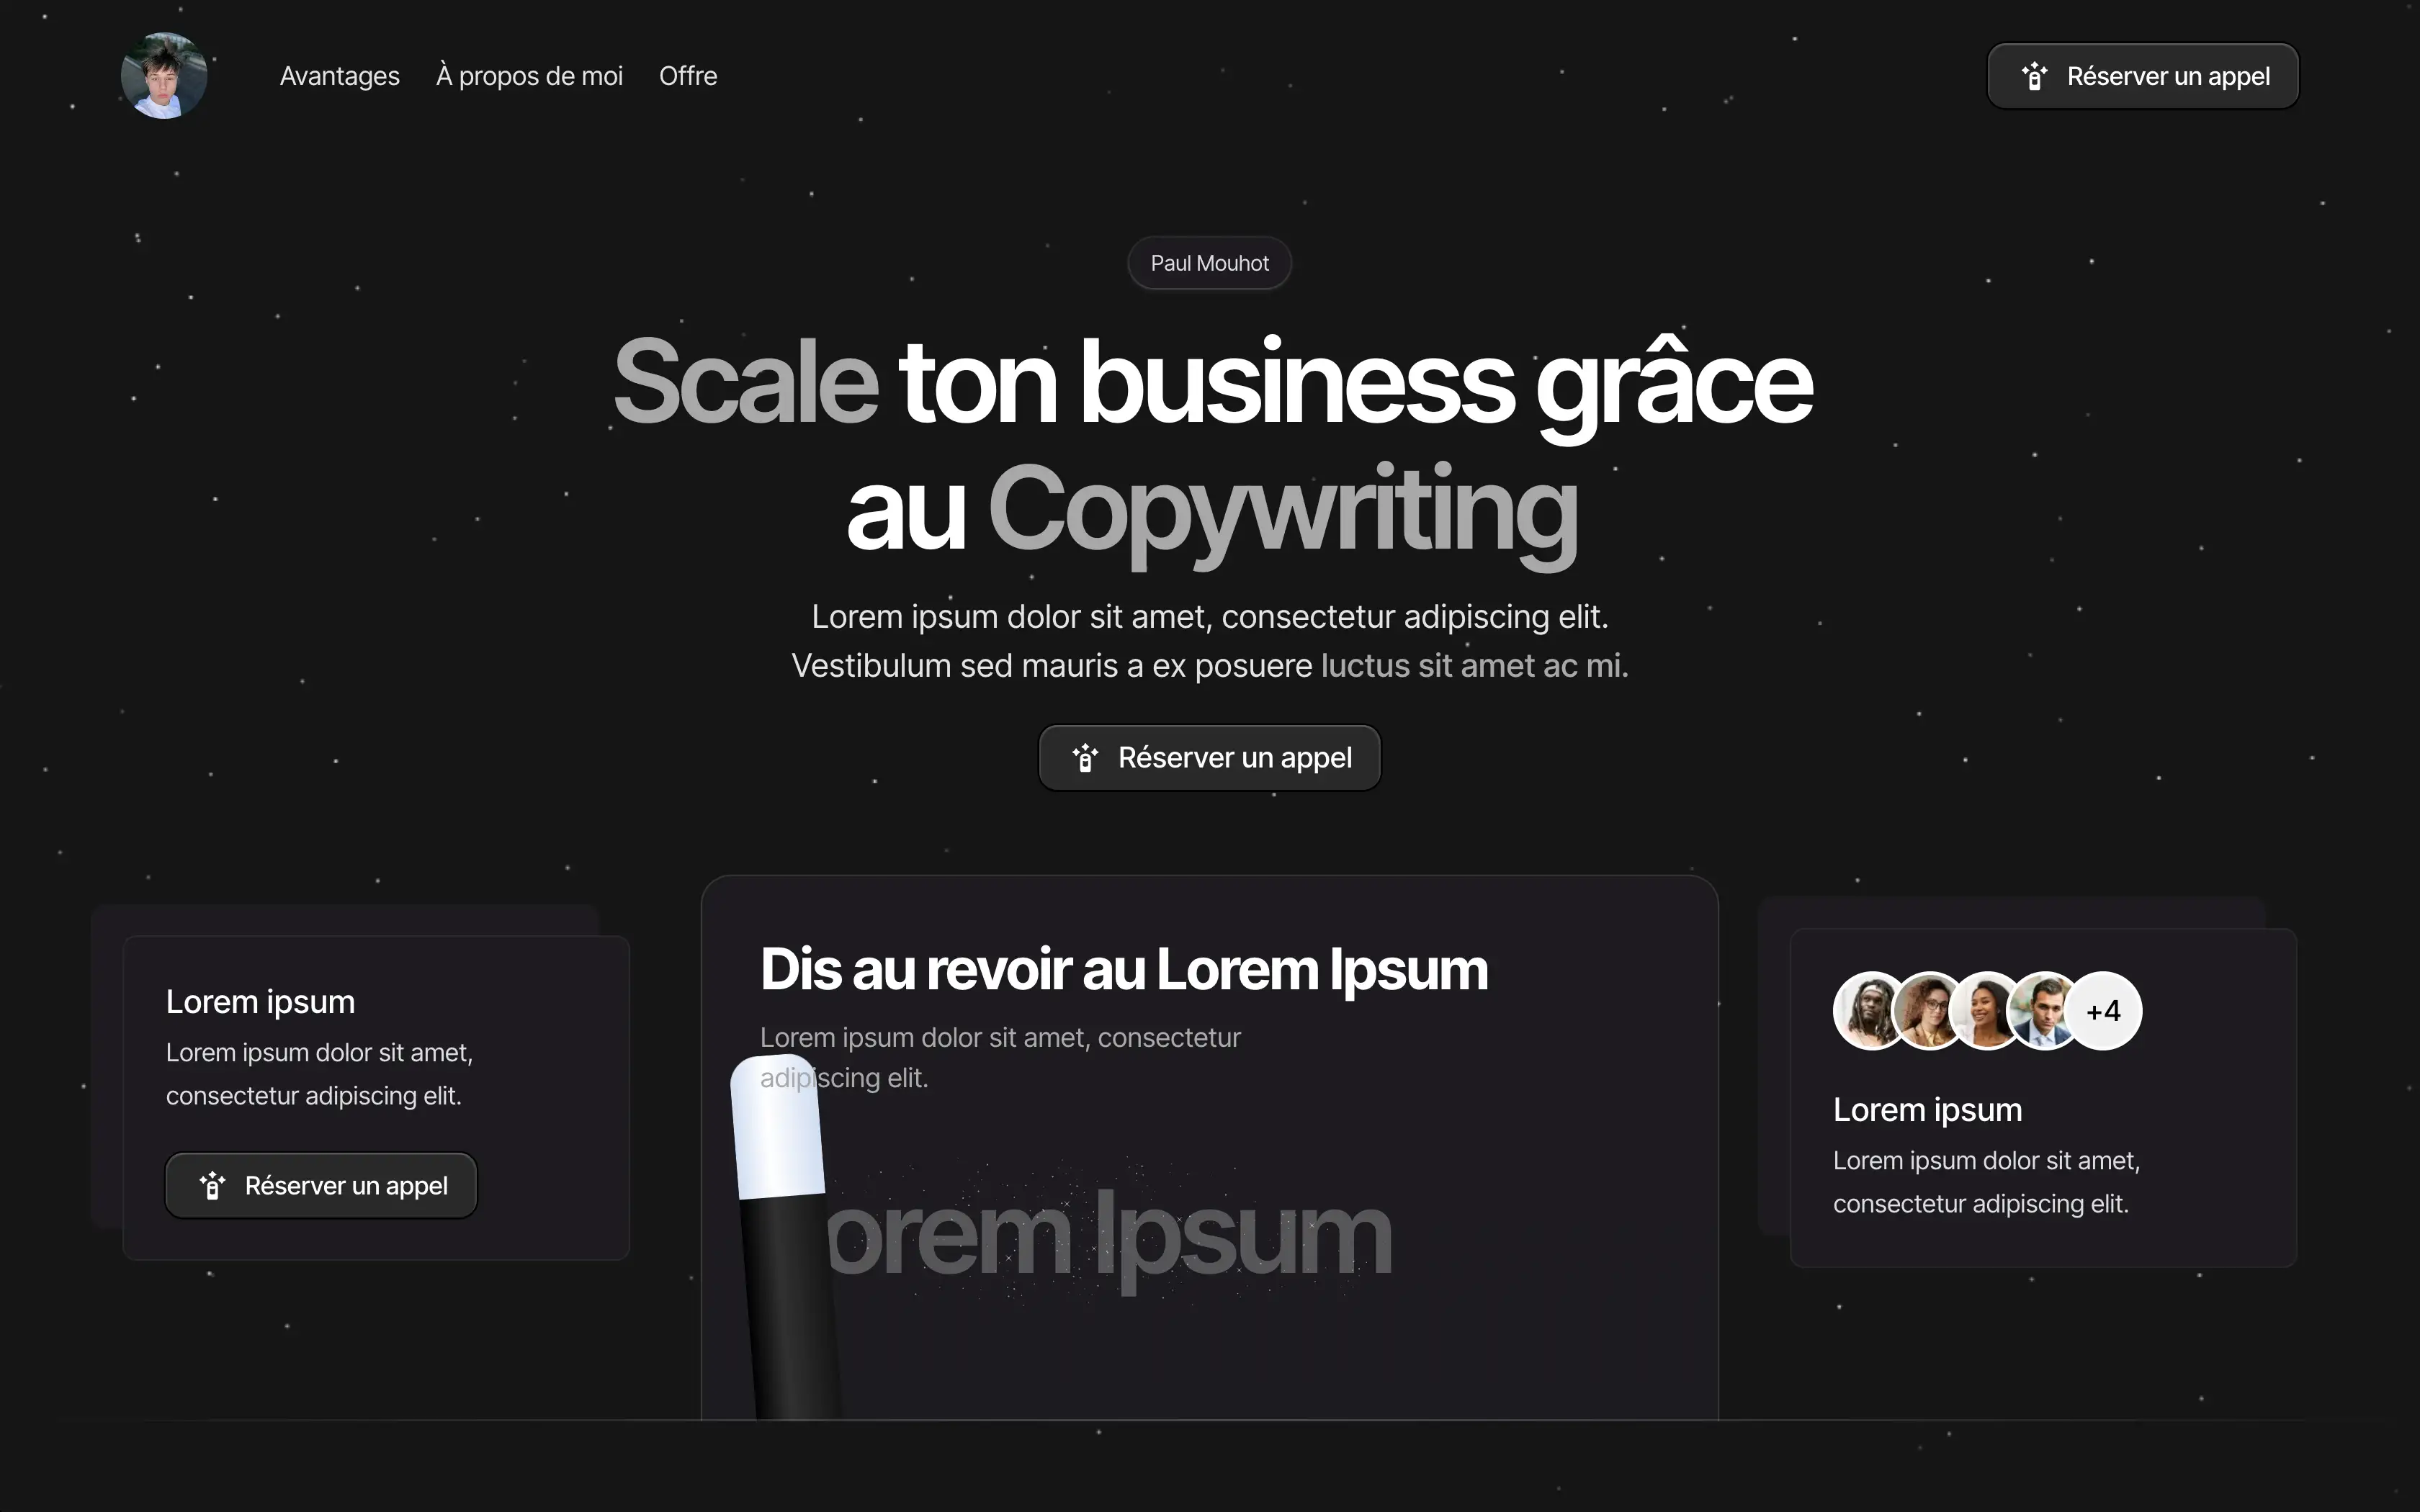 Avantages À propos de moi Offre
Réserver un appel
Paul Mouhot
Scale ton business grâce
au Copywriting
Lorem ipsum dolor sit amet, consectetur adipiscing elit.
Vestibulum sed mauris a ex posuere luctus sit amet ac mi.
Réserver un appel
Lorem ipsum
Lorem ipsum dolor sit amet,
consectetur adipiscing elit.
Réserver un appel
Dis au revoir au Lorem Ipsum
Lorem ipsum dolor sit amet, consectetur
adipiscing elit.
orem Ipsum
+4
Lorem ipsum
Lorem ipsum dolor sit amet,
consectetur adipiscing elit.